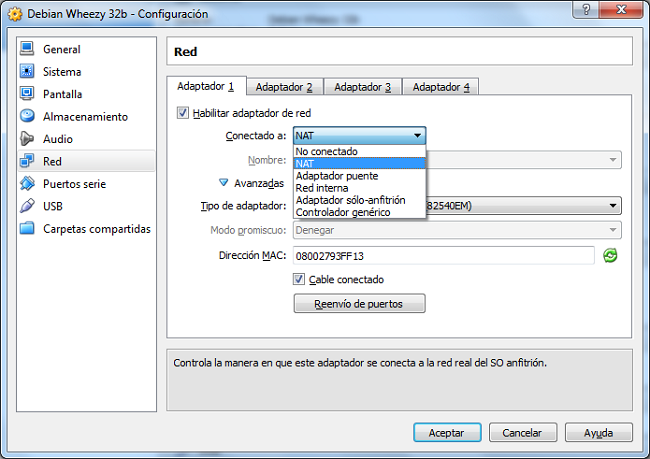 Debian Wheezy 32b - Configuración
General
Sistema
Pantalla
Almacenamiento
Audio
Red
Puertos serie
USB
Carpetas compartidas
Red
Adaptador 1
Adaptador 2
Adaptador 3
Adaptador 4
Habilitar adaptador de red
Conectado a: NAT
No conectado
NAT
Adaptador puente
Red interna
Adaptador sólo-anfitrión
Controlador genérico
Nombre:
Avanzadas
Tipo de adaptador: 82540EM)
Modo promiscuo: Denegar
Dirección MAC: 08002793FF13
Cable conectado
Reenvío de puertos
Controla la manera en que este adaptador se conecta a la red real del SO anfitrión.
Aceptar
Cancelar
Ayuda